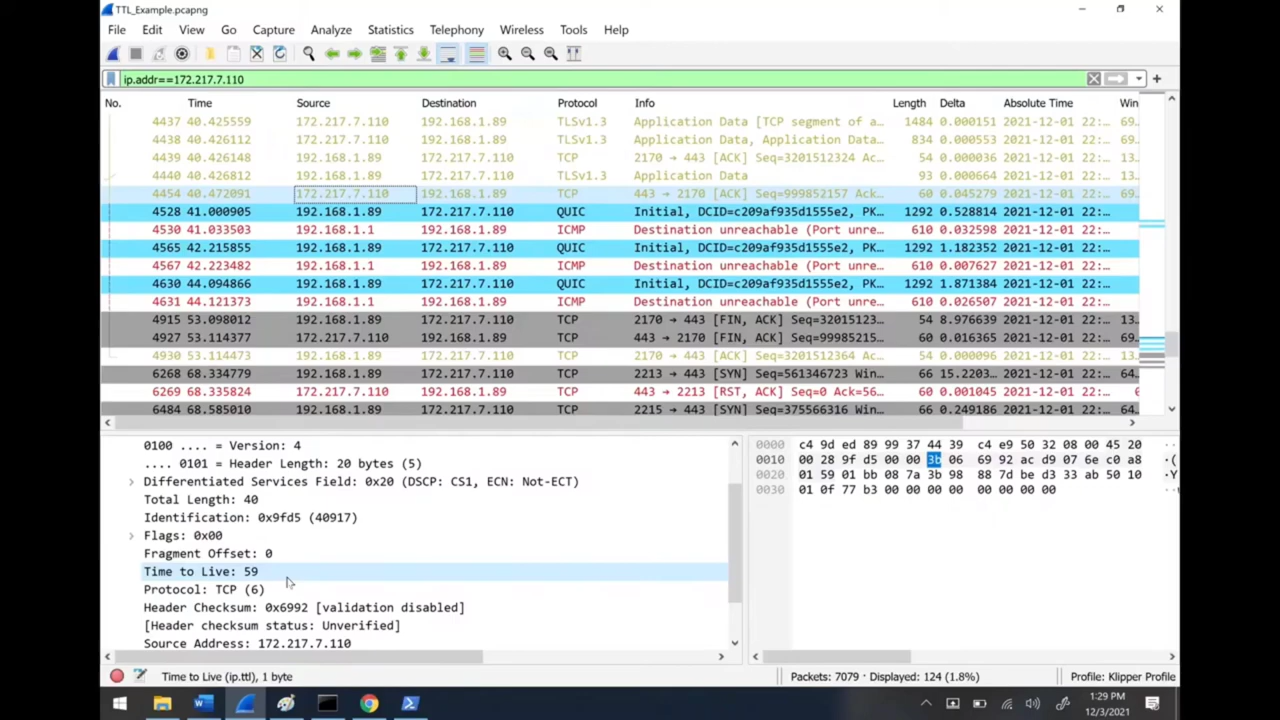 TTL_Example.pcapng
File Edit View Go Capture Analyze Statistics Telephony Wireless Tools Help
ip.addr==172.217.7.110
No. Time Source Destination Protocol Info Length Delta Absolute Time Win
4437 40.425559 172.217.7.110 192.168.1.89 TLSv1.3 Application Data [TCP segment of a… 1484 0.000151 2021-12-01 22:… 69…
4438 40.426112 172.217.7.110 192.168.1.89 TLSv1.3 Application Data, Application Data 834 0.000664 2021-12-01 22:… 69…
4439 40.426148 192.168.1.89 172.217.7.110 TCP 2170 → 443 [ACK] Seq=3201512324 Ac… 54 0.000036 2021-12-01 22:… 13…
4440 40.426812 192.168.1.89 172.217.7.110 TLSv1.3 Application Data 93 0.000664 2021-12-01 22:… 13…
4454 40.472091 172.217.7.110 192.168.1.89 TCP 443 → 2170 [ACK] Seq=999852157 Ack… 60 0.045279 2021-12-01 22:… 69…
4528 41.000905 192.168.1.89 172.217.7.110 QUIC Initial, DCID=c209af935d1555e2, PK… 1292 0.528814 2021-12-01 22:…
4530 41.033503 192.168.1.1 192.168.1.89 ICMP Destination unreachable (Port unre… 610 0.032598 2021-12-01 22:…
4565 42.215855 192.168.1.89 172.217.7.110 QUIC Initial, DCID=c209af935d1555e2, PK… 1292 1.182352 2021-12-01 22:…
4567 42.223482 192.168.1.1 192.168.1.89 ICMP Destination unreachable (Port unre… 610 0.007627 2021-12-01 22:…
4630 44.094866 192.168.1.89 172.217.7.110 QUIC Initial, DCID=c209af935d1555e2, PK… 1292 1.871384 2021-12-01 22:…
4631 44.121373 192.168.1.1 192.168.1.89 ICMP Destination unreachable (Port unre… 610 0.026507 2021-12-01 22:…
4915 53.098012 192.168.1.89 172.217.7.110 TCP 2170 → 443 [FIN, ACK] Seq=32015123… 54 8.976639 2021-12-01 22:… 13…
4927 53.114377 172.217.7.110 192.168.1.89 TCP 443 → 2170 [FIN, ACK] Seq=99985215… 60 0.016365 2021-12-01 22:… 69…
4930 53.114473 192.168.1.89 172.217.7.110 TCP 2170 → 443 [ACK] Seq=3201512364 Ac… 54 0.000096 2021-12-01 22:… 13…
6268 68.334779 192.168.1.89 172.217.7.110 TCP 2213 → 443 [SYN] Seq=561346723 Win… 66 15.2203… 2021-12-01 22:… 64…
6269 68.335824 172.217.7.110 192.168.1.89 TCP 443 → 2213 [RST, ACK] Seq=0 Ack=56… 60 0.001045 2021-12-01 22:…
6484 68.585010 192.168.1.89 172.217.7.110 TCP 2215 → 443 [SYN] Seq=375566316 Win… 66 0.249186 2021-12-01 22:… 64…
0100 .... = Version: 4
.... 0101 = Header Length: 20 bytes (5)
Differentiated Services Field: 0x20 (DSCP: CS1, ECN: Not-ECT)
Total Length: 40
Identification: 0x9fd5 (40917)
Flags: 0x00
Fragment Offset: 0
Time to Live: 59
Protocol: TCP (6)
Header Checksum: 0x6992 [validation disabled]
[Header checksum status: Unverified]
Source Address: 172.217.7.110
0000 c4 9d ed 89 99 37 44 39 c4 e9 50 32 08 00 45 20 ··
0010 00 28 9f d5 00 00 3b 06 69 92 ac d9 07 6e c0 a8 ·(
0020 01 59 01 bb 08 7a 3b 98 88 7d be d3 33 ab 50 10 ·Y
0030 01 0f 77 b3 00 00 00 00 00 00 00 00 ··
Time to Live (ip.ttl), 1 byte
Packets: 7079 · Displayed: 124 (1.8%)
Profile: Klipper Profile
1:29 PM
12/3/2021